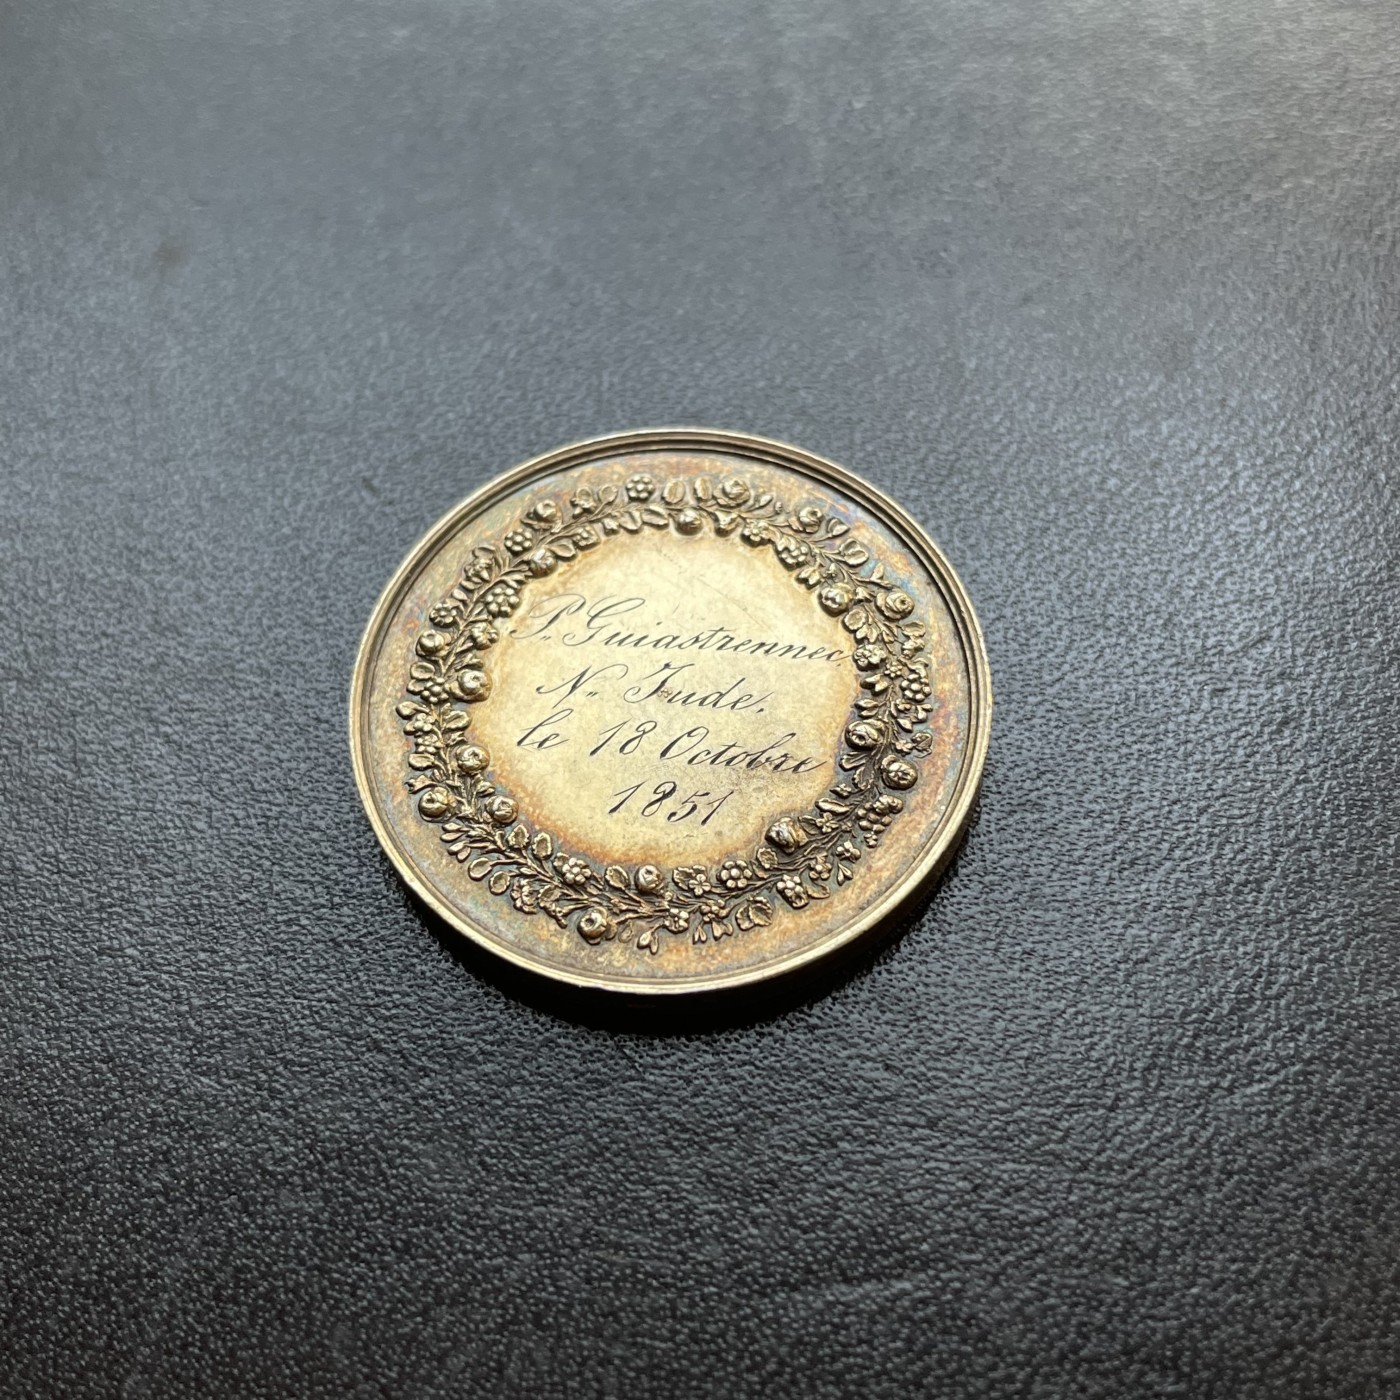 P. Guiastrennec
N. Jude.
le 18 Octobre
1851